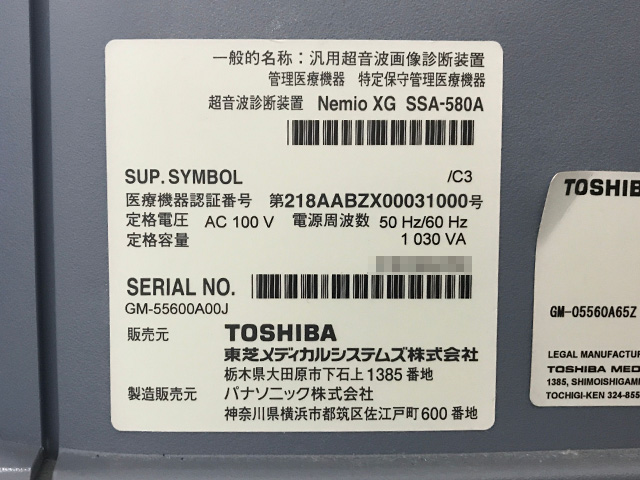 一般的名称：汎用超音波画像診断装置
管理医療機器 特定保守管理医療機器
超音波診断装置 Nemio XG SSA-580A
SUP. SYMBOL /C3
医療機器認証番号 第218AABZX00031000号
定格電圧 AC 100 V 電源周波数 50 Hz/60 Hz
定格容量 1 030 VA
SERIAL NO.
GM-55600A00J
販売元 TOSHIBA
東芝メディカルシステムズ株式会社
栃木県大田原市下石上1385番地
製造販売元 パナソニック株式会社
神奈川県横浜市都筑区佐江戸町600番地
TOSHIB
GM-05560A65Z
LEGAL MANUFACTUR
TOSHIBA MED
1385, SHIMOISHIGAM
TOCHIGI-KEN 324-855